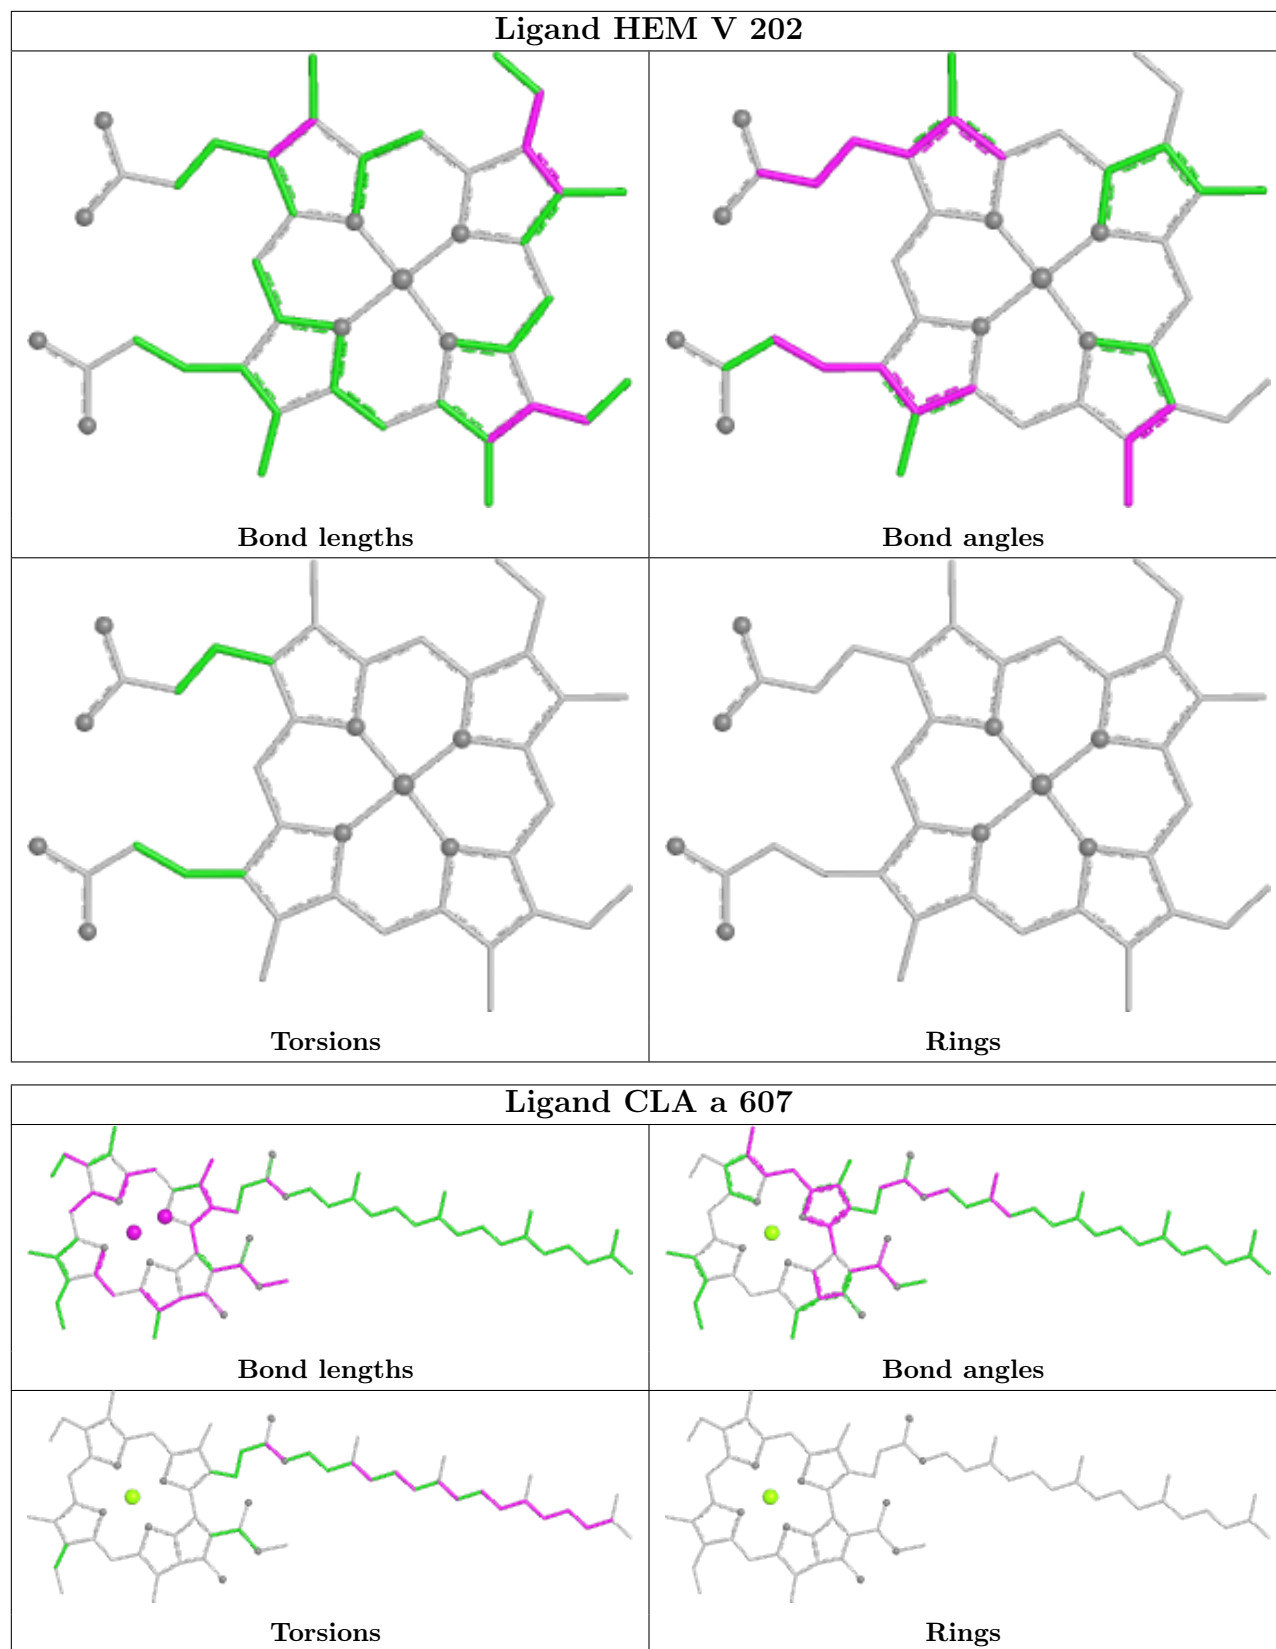 Ligand HEM V 202
Bond lengths
Bond angles
Torsions
Rings
Ligand CLA a 607
Bond lengths
Bond angles
Torsions
Rings